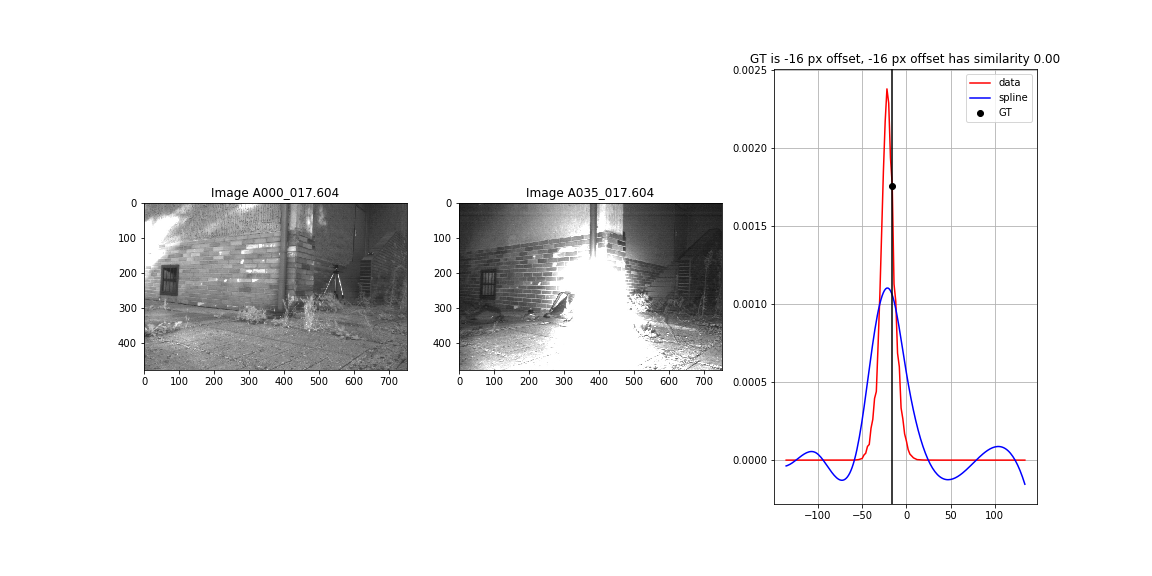 GT is -16 px offset, -16 px offset has similarity 0.00
0.0025
data
spline
GT
0.0020
Image A000_017.604
Image A035_017.604
0
100
200
300
400
0
100
200
300
400
0.0015
0.0010
0.0005
0.0000
0 100 200 300 400 500 600 700
0 100 200 300 400 500 600 700
−100 −50 0 50 100